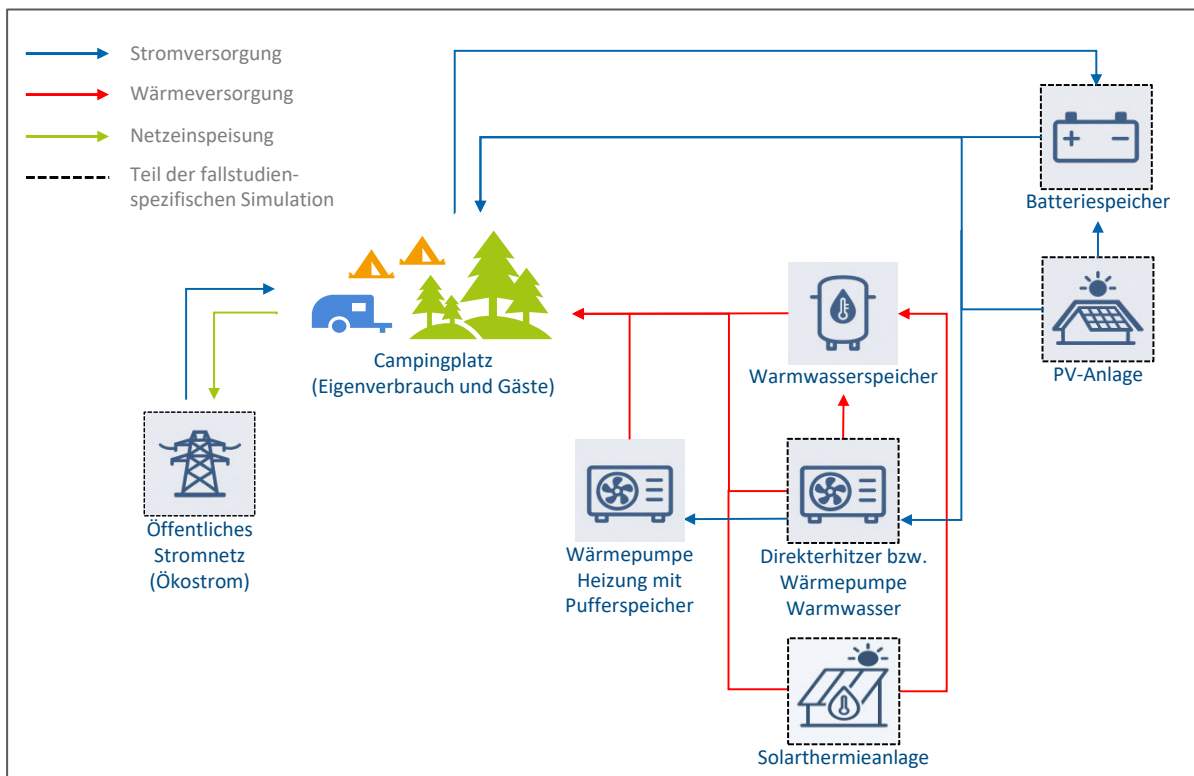 Stromversorgung
Wärmeversorgung
Netzeinspeisung
Teil der fallstudien-
spezifischen Simulation
Batteriespeicher
PV-Anlage
Campingplatz
(Eigenverbrauch und Gäste)
Warmwasserspeicher
Öffentliches
Stromnetz
(Ökostrom)
Wärmepumpe
Heizung mit
Pufferspeicher
Direkterhitzer bzw.
Wärmepumpe
Warmwasser
Solarthermieanlage